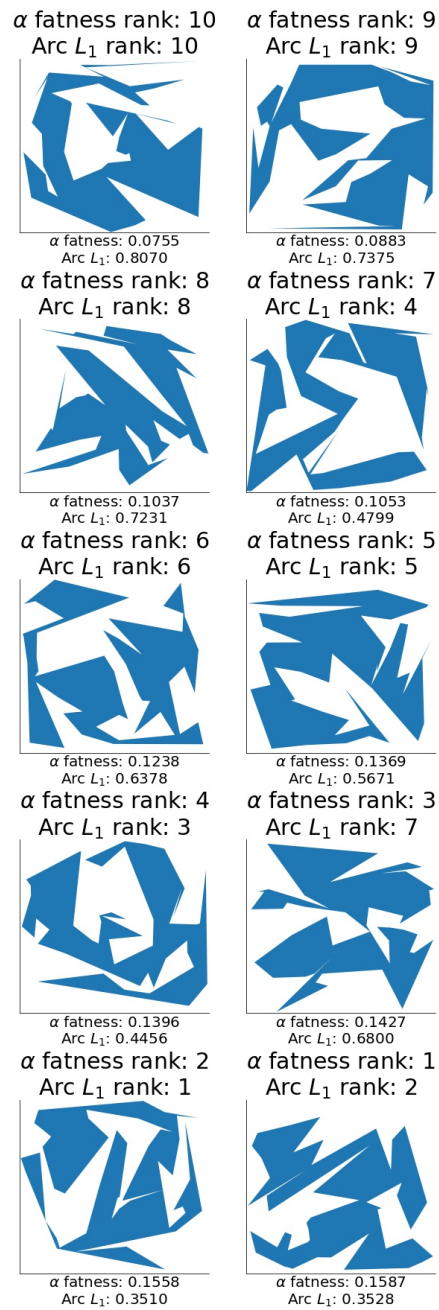 α fatness rank: 10
Arc L₁ rank: 10
α fatness: 0.0755
Arc L₁: 0.8070
α fatness rank: 9
Arc L₁ rank: 9
α fatness: 0.0883
Arc L₁: 0.7375
α fatness rank: 8
Arc L₁ rank: 8
α fatness: 0.1037
Arc L₁: 0.7231
α fatness rank: 7
Arc L₁ rank: 4
α fatness: 0.1053
Arc L₁: 0.4799
α fatness rank: 6
Arc L₁ rank: 6
α fatness: 0.1238
Arc L₁: 0.6378
α fatness rank: 5
Arc L₁ rank: 5
α fatness: 0.1369
Arc L₁: 0.5671
α fatness rank: 4
Arc L₁ rank: 3
α fatness: 0.1396
Arc L₁: 0.4456
α fatness rank: 3
Arc L₁ rank: 7
α fatness: 0.1427
Arc L₁: 0.6800
α fatness rank: 2
Arc L₁ rank: 1
α fatness: 0.1558
Arc L₁: 0.3510
α fatness rank: 1
Arc L₁ rank: 2
α fatness: 0.1587
Arc L₁: 0.3528